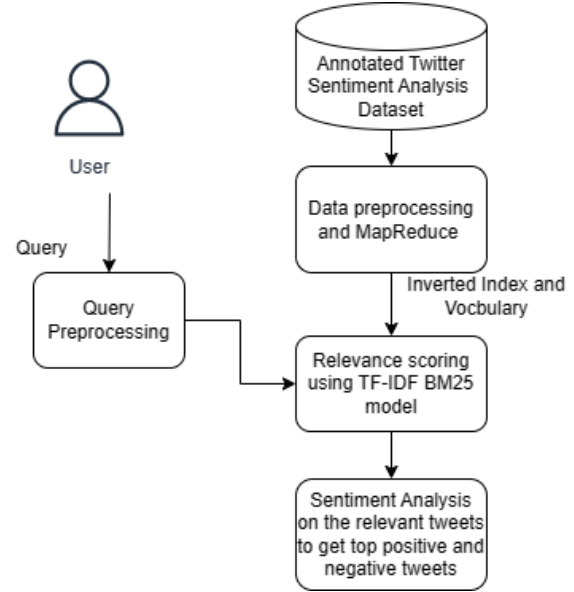 Annotated Twitter
Sentiment Analysis
Dataset
User
Data preprocessing
and MapReduce
Query
Query
Preprocessing
Inverted Index and
Vocbulary
Relevance scoring
using TF-IDF BM25
model
Sentiment Analysis
on the relevant tweets
to get top positive and
negative tweets